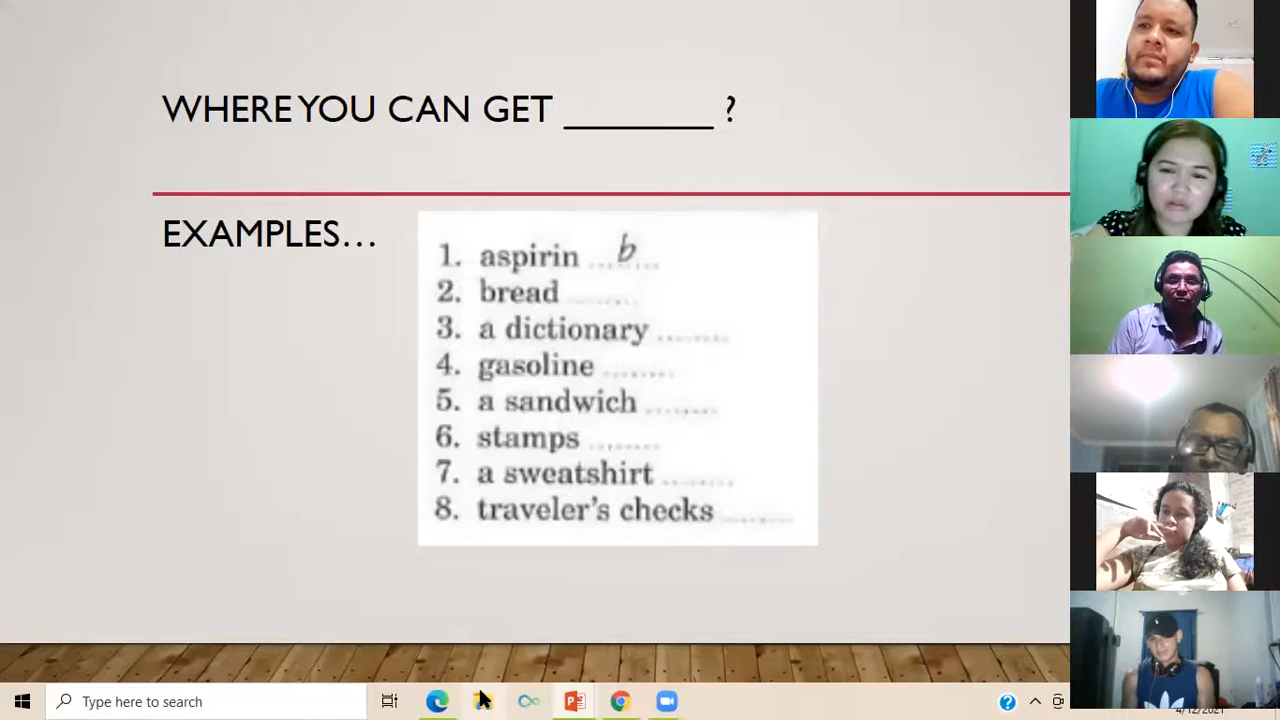 WHERE YOU CAN GET ________ ?
EXAMPLES...
1. aspirin b
2. bread
3. a dictionary
4. gasoline
5. a sandwich
6. stamps
7. a sweatshirt
8. traveler's checks
Type here to search